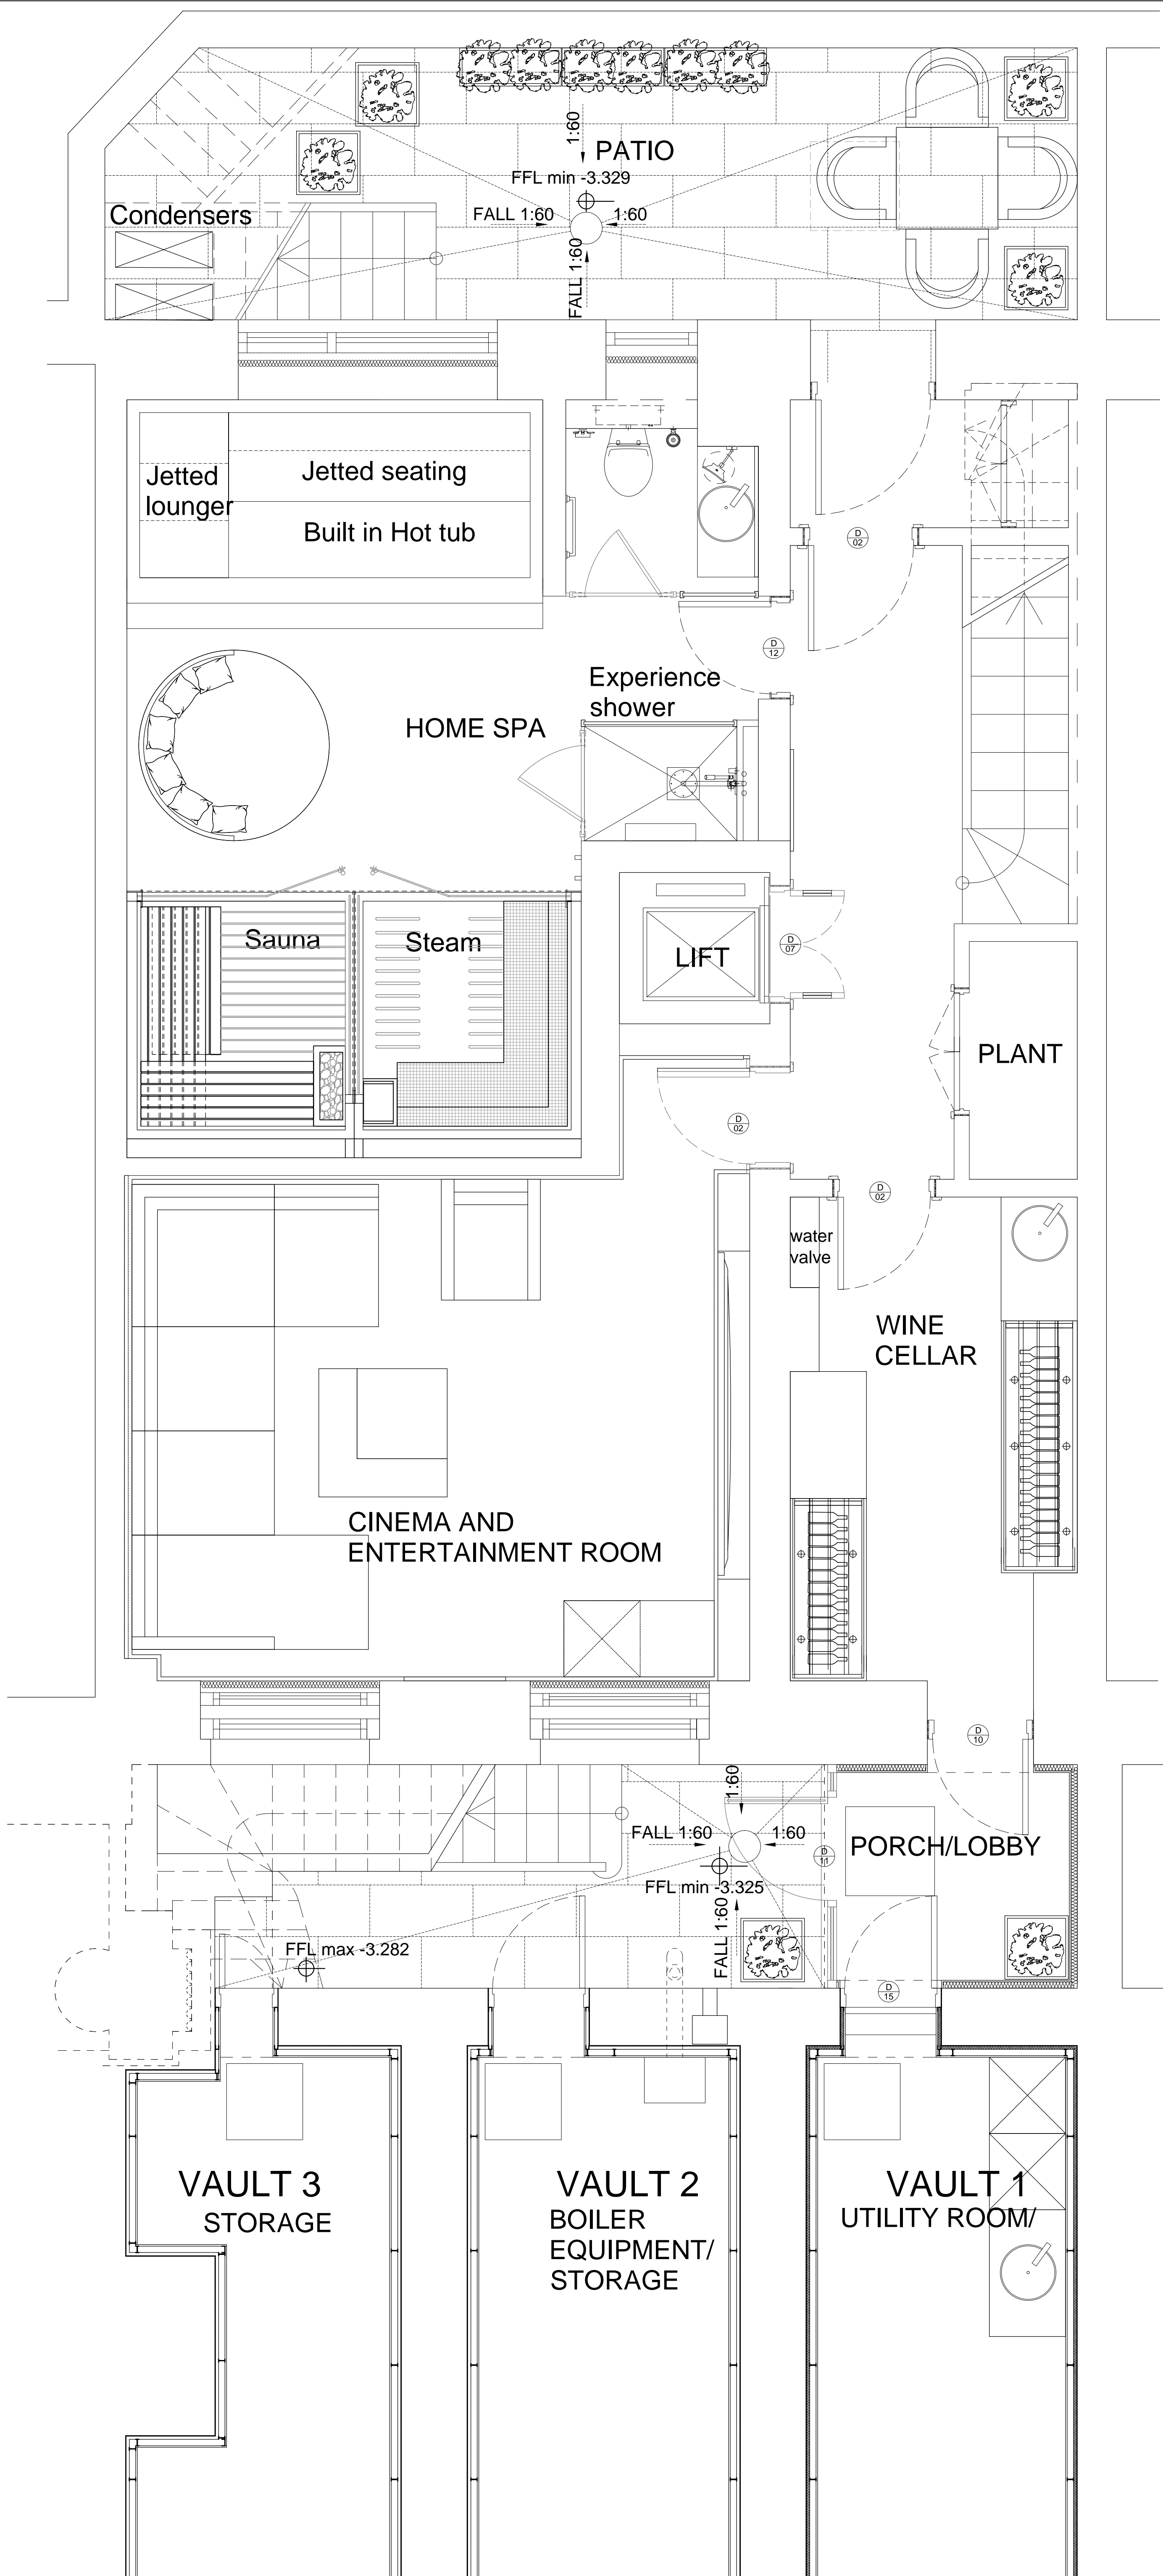 1:60
PATIO
FFL min -3.329
Condensers
FALL 1:60
1:60
FALL 1:60
Jetted
lounger
Jetted seating
Built in Hot tub
D
02
D
12
Experience
shower
HOME SPA
Sauna
Steam
LIFT
D
07
PLANT
D
02
D
02
water
valve
WINE
CELLAR
CINEMA AND
ENTERTAINMENT ROOM
D
10
1:60
FALL 1:60
1:60
D
11
PORCH/LOBBY
FFL min -3.325
FALL 1:60
FFL max -3.282
D
15
VAULT 3
STORAGE
VAULT 2
BOILER
EQUIPMENT/
STORAGE
VAULT 1
UTILITY ROOM/